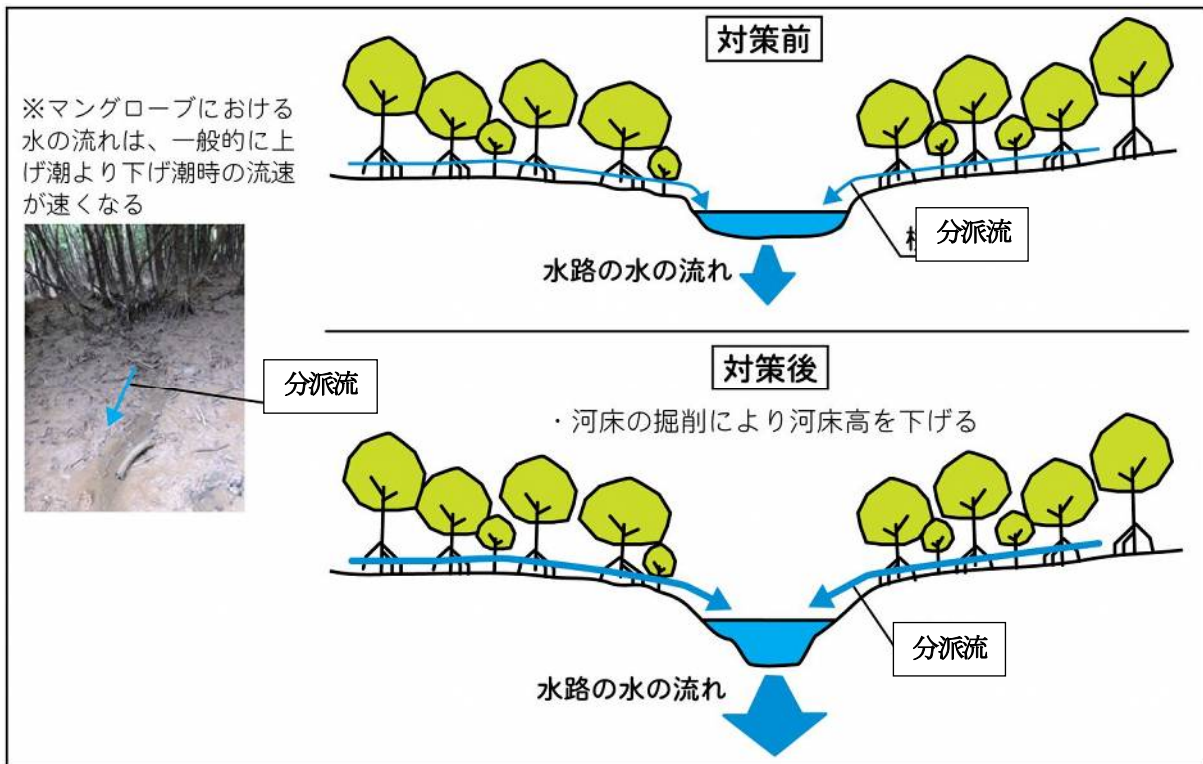 対策前
※マングローブにおける
水の流れは、一般的に上
げ潮より下げ潮時の流速
が速くなる
分派流
水路の水の流れ
対策後
分派流
・河床の掘削により河床高を下げる
分派流
水路の水の流れ